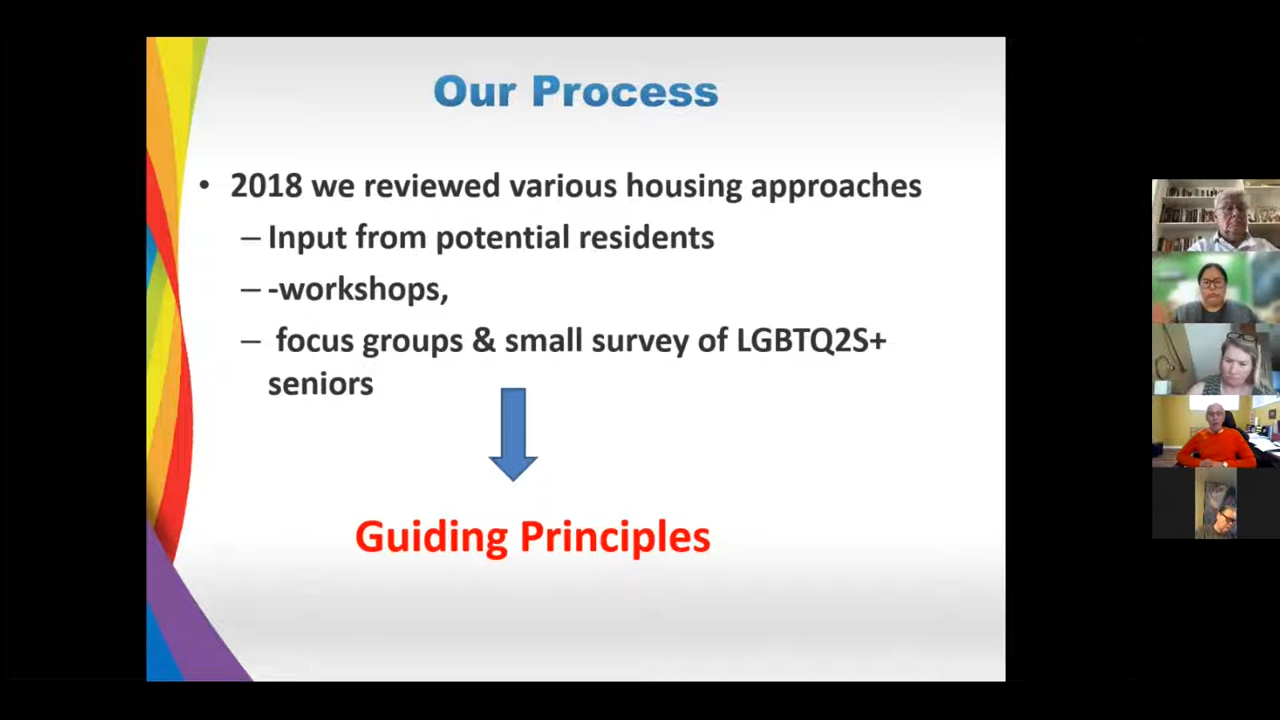 Our Process
• 2018 we reviewed various housing approaches
– Input from potential residents
– -workshops,
– focus groups & small survey of LGBTQ2S+
seniors
Guiding Principles